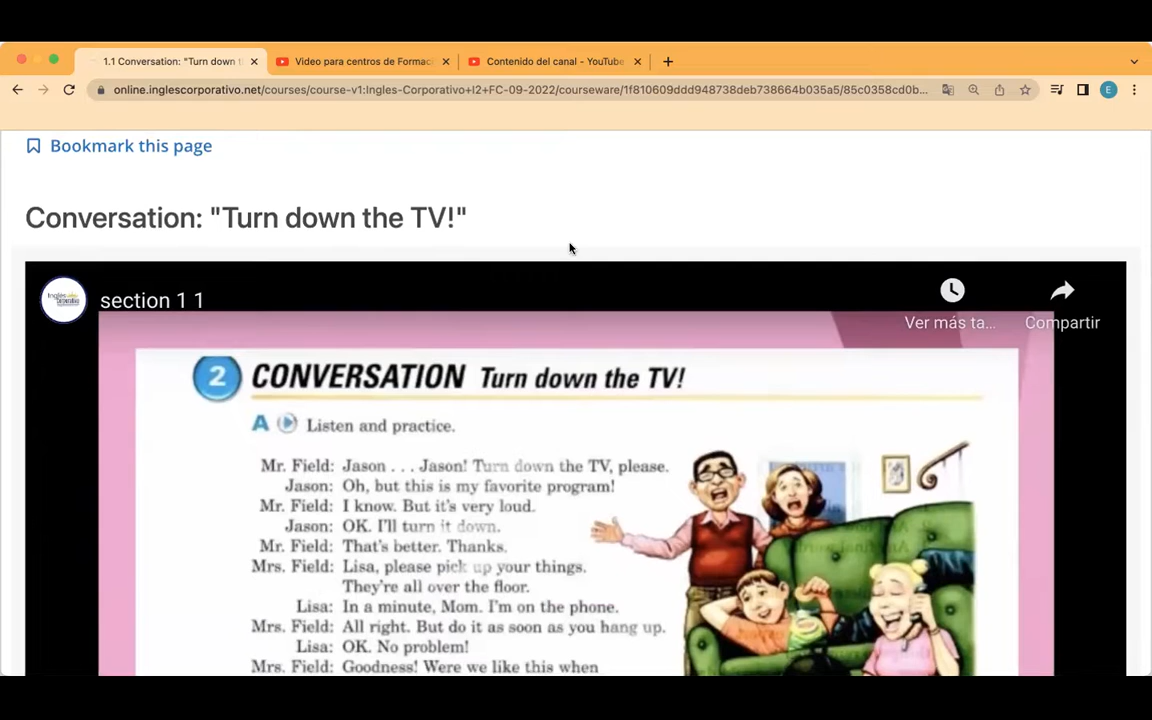 1.1 Conversation: "Turn down t
Video para centros de Formac
Contenido del canal - YouTube
online.inglescorporativo.net/courses/course-v1:Ingles-Corporativo+I2+FC-09-2022/courseware/1f810609ddd948738deb738664b035a5/85c0358cd0b...
E
Bookmark this page
Conversation: "Turn down the TV!"
section 1 1
Ver más ta...
Compartir
2 CONVERSATION Turn down the TV!
A Listen and practice.
Mr. Field: Jason . . . Jason! Turn down the TV, please.
Jason: Oh, but this is my favorite program!
Mr. Field: I know. But it's very loud.
Jason: OK. I'll turn it down.
Mr. Field: That's better. Thanks.
Mrs. Field: Lisa, please pick up your things.
They're all over the floor.
Lisa: In a minute, Mom. I'm on the phone.
Mrs. Field: All right. But do it as soon as you hang up.
Lisa: OK. No problem!
Mrs. Field: Goodness! Were we like this when